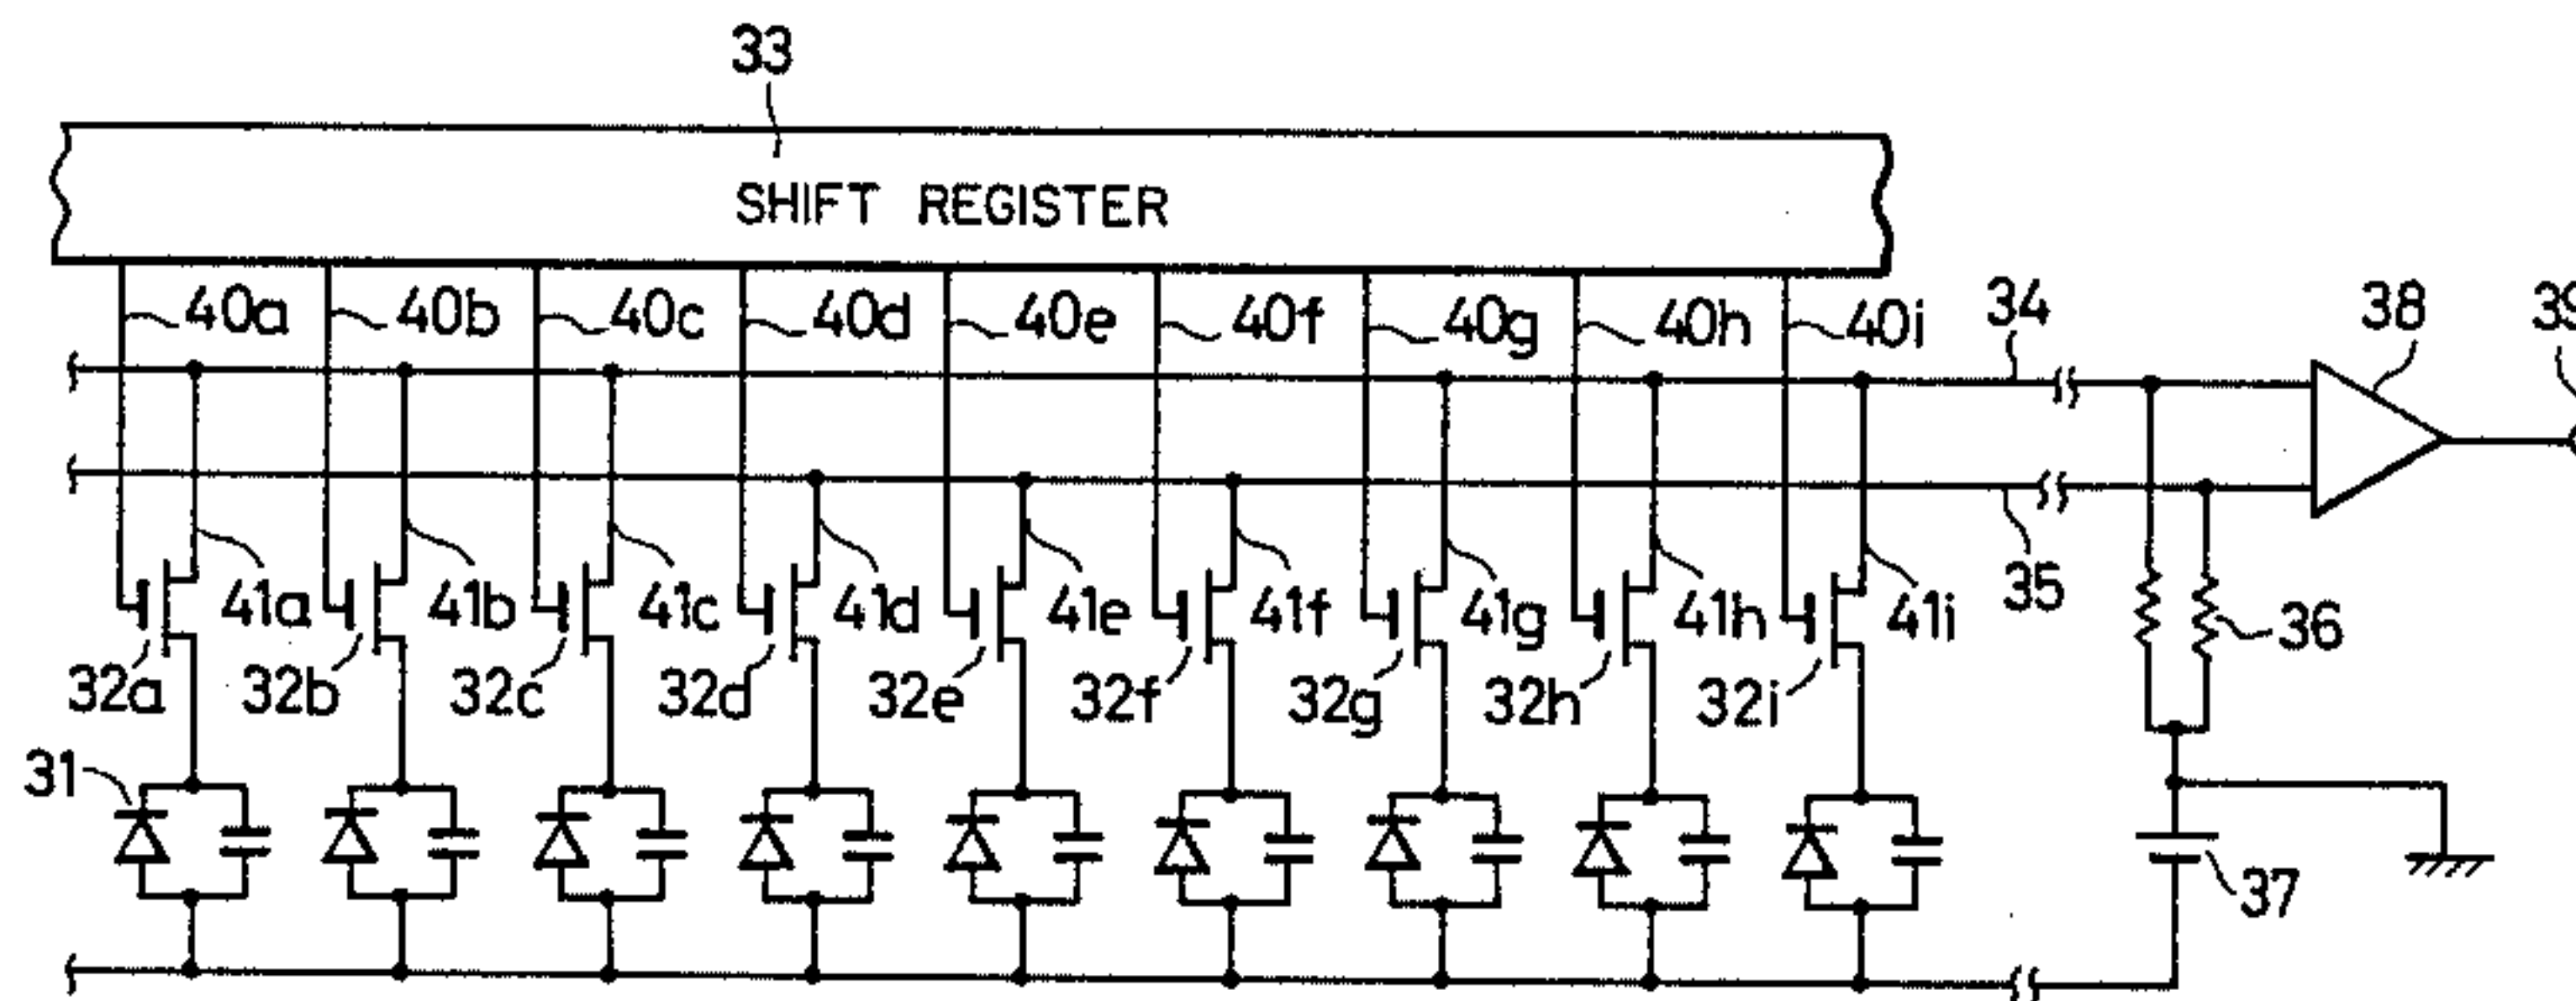 33
SHIFT REGISTER
40a 40b 40c 40d 40e 40f 40g 40h 40i 34 38 39
41a 41b 41c 41d 41e 41f 41g 41h 41i 35 36
32a 32b 32c 32d 32e 32f 32g 32h 32i
31
37